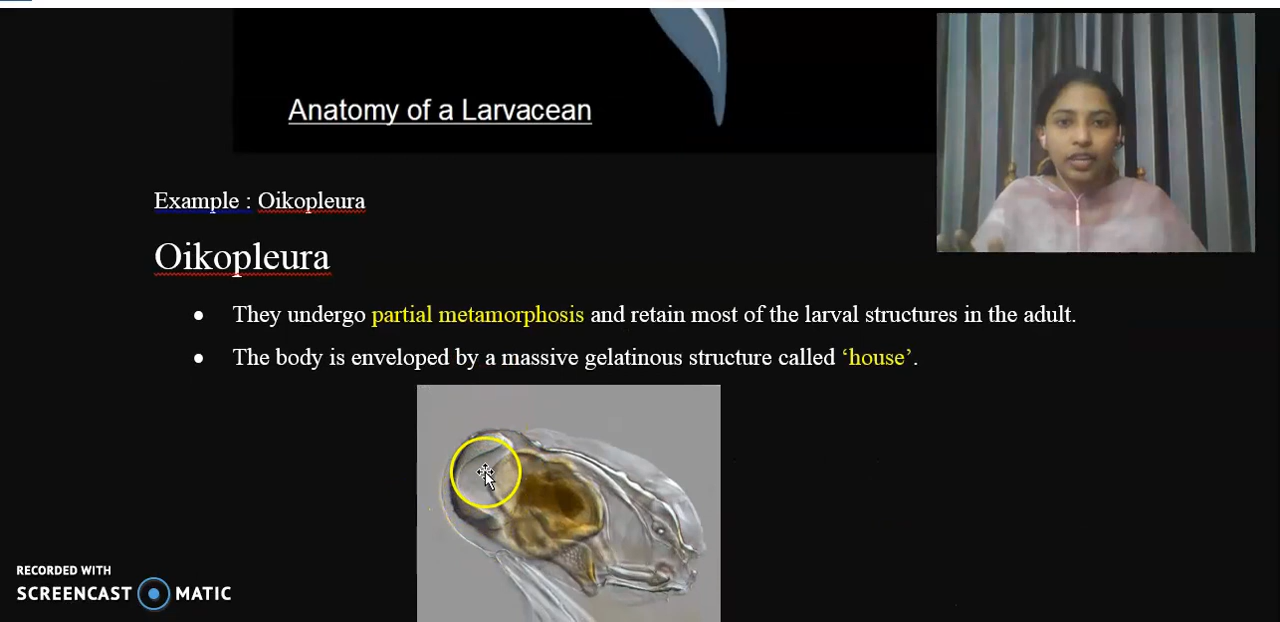 Anatomy of a Larvacean
Example : Oikopleura
Oikopleura
They undergo partial metamorphosis and retain most of the larval structures in the adult.
The body is enveloped by a massive gelatinous structure called ‘house’.
RECORDED WITH
SCREENCAST MATIC